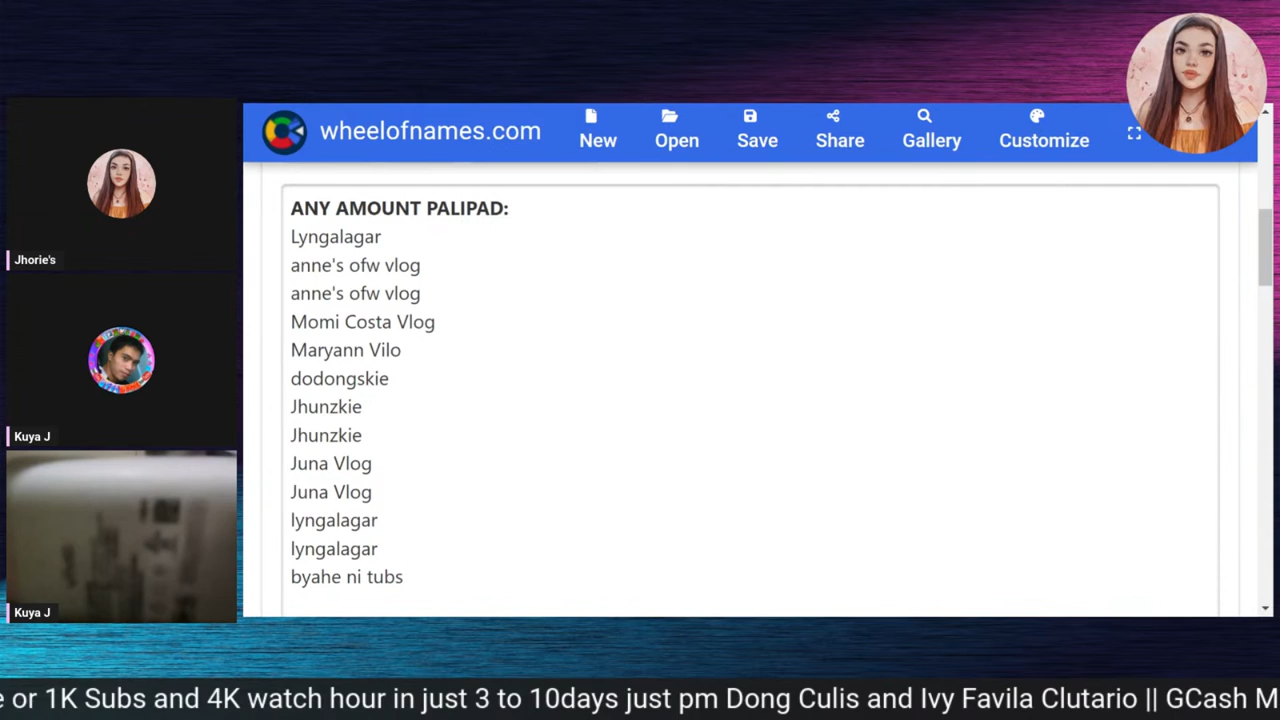 wheelofnames.com
New
Open
Save
Share
Gallery
Customize
ANY AMOUNT PALIPAD:
Lyngalagar
anne's ofw vlog
anne's ofw vlog
Momi Costa Vlog
Maryann Vilo
dodongskie
Jhunzkie
Jhunzkie
Juna Vlog
Juna Vlog
lyngalagar
lyngalagar
byahe ni tubs
Jhorie's
Kuya J
Kuya J
e or 1K Subs and 4K watch hour in just 3 to 10days just pm Dong Culis and Ivy Favila Clutario || GCash M